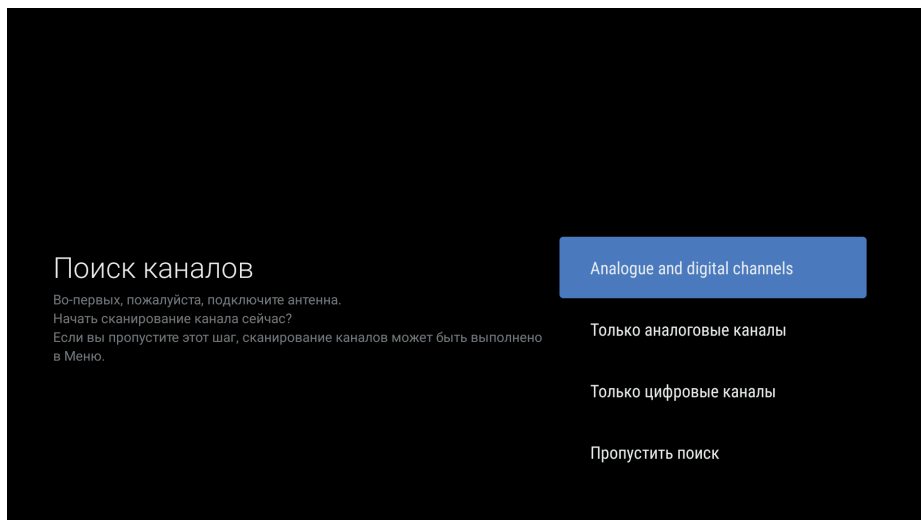 Поиск каналов
Во-первых, пожалуйста, подключите антенна.
Начать сканирование канала сейчас?
Если вы пропустите этот шаг, сканирование каналов может быть выполнено
в Меню.
Analogue and digital channels
Только аналоговые каналы
Только цифровые каналы
Пропустить поиск